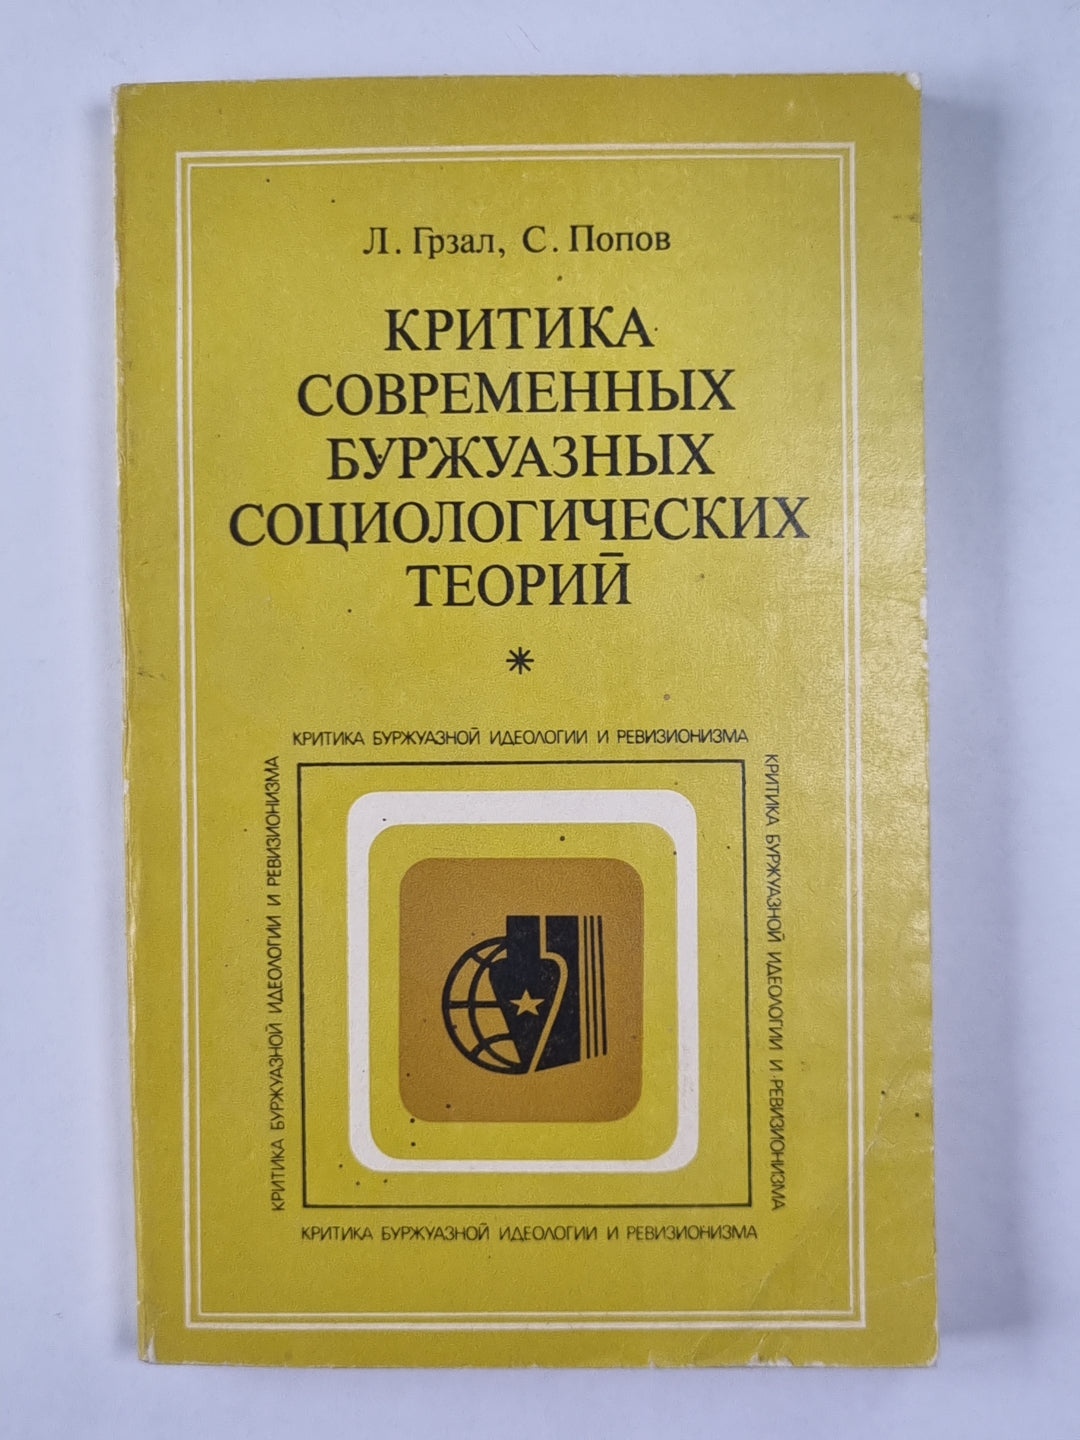 Л. Грзал, С. Попов
КРИТИКА
СОВРЕМЕННЫХ
БУРЖУАЗНЫХ
СОЦИОЛОГИЧЕСКИХ
ТЕОРИЙ
*
КРИТИКА БУРЖУАЗНОЙ ИДЕОЛОГИИ И РЕВИЗИОНИЗМА
КРИТИКА БУРЖУАЗНОЙ ИДЕОЛОГИИ И РЕВИЗИОНИЗМА
КРИТИКА БУРЖУАЗНОЙ ИДЕОЛОГИИ И РЕВИЗИОНИЗМА
КРИТИКА БУРЖУАЗНОЙ ИДЕОЛОГИИ И РЕВИЗИОНИЗМА